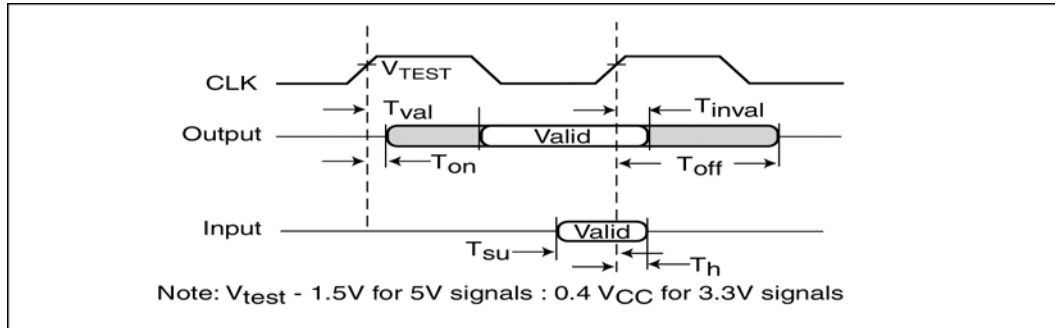 VTEST
CLK
Tval
Tinval
Output
Valid
Ton
Toff
Input
Valid
Tsu
Th
Note: Vtest - 1.5V for 5V signals : 0.4 VCC for 3.3V signals